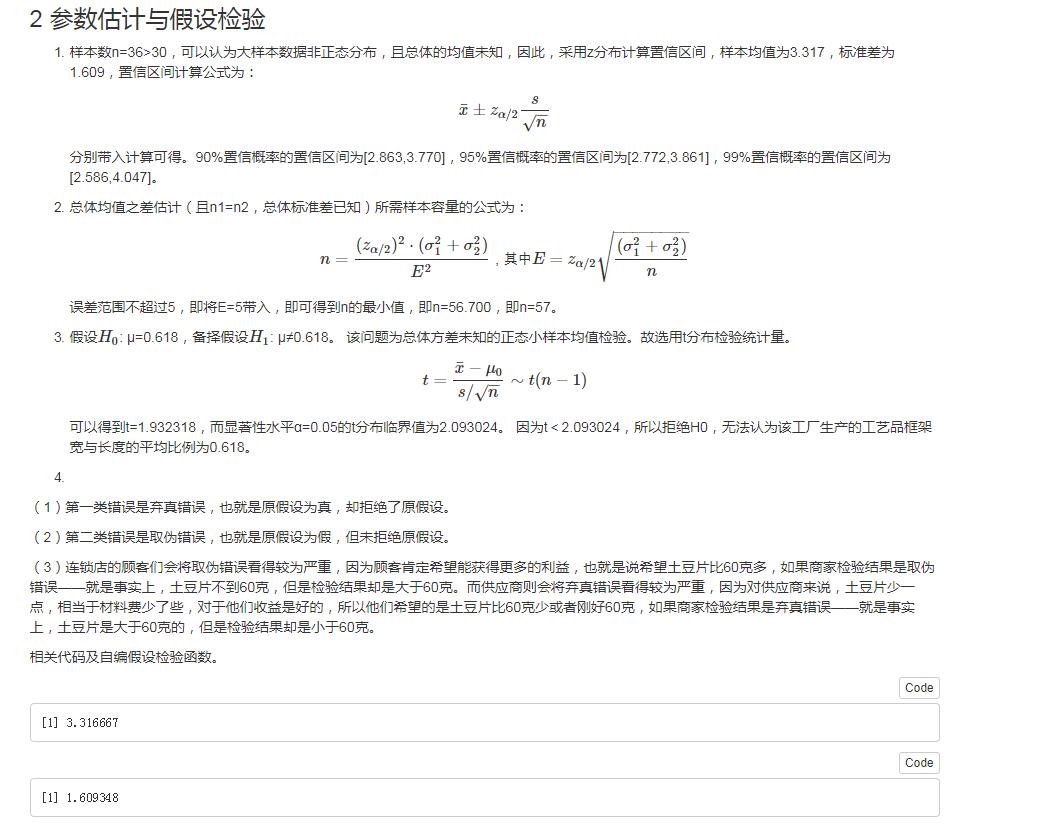 2 参数估计与假设检验
1. 样本数n=36>30，可以认为大样本数据非正态分布，且总体的均值未知，因此，采用z分布计算置信区间，样本均值为3.317，标准差为
1.609，置信区间计算公式为：
x̄ ± z_{α/2} s/√n
分别带入计算可得。90%置信概率的置信区间为[2.863,3.770]，95%置信概率的置信区间为[2.772,3.861]，99%置信概率的置信区间为
[2.586,4.047]。
2. 总体均值之差估计（且n1=n2，总体标准差已知）所需样本容量的公式为：
n = (z_{α/2})² · (σ₁² + σ₂²) / E²，其中E = z_{α/2}√((σ₁² + σ₂²)/n)
误差范围不超过5，即将E=5带入，即可得到n的最小值，即n=56.700，即n=57。
3. 假设H₀: μ=0.618，备择假设H₁: μ≠0.618。 该问题为总体方差未知的正态小样本均值检验。故选用t分布检验统计量。
t = (x̄ − μ₀)/(s/√n) ∼ t(n − 1)
可以得到t=1.932318，而显著性水平α=0.05的t分布临界值为2.093024。 因为t＜2.093024，所以拒绝H0，无法认为该工厂生产的工艺品框架
宽与长度的平均比例为0.618。
4.
（1）第一类错误是弃真错误，也就是原假设为真，却拒绝了原假设。
（2）第二类错误是取伪错误，也就是原假设为假，但未拒绝原假设。
（3）连锁店的顾客们会将取伪错误看得较为严重，因为顾客肯定希望能获得更多的利益，也就是说希望土豆片比60克多，如果商家检验结果是取伪
错误——就是事实上，土豆片不到60克，但是检验结果却是大于60克。而供应商则会将弃真错误看得较为严重，因为对供应商来说，土豆片少一
点，相当于材料费少了些，对于他们收益是好的，所以他们希望的是土豆片比60克少或者刚好60克，如果商家检验结果是弃真错误——就是事实
上，土豆片是大于60克的，但是检验结果却是小于60克。
相关代码及自编假设检验函数。
Code
[1] 3.316667
Code
[1] 1.609348